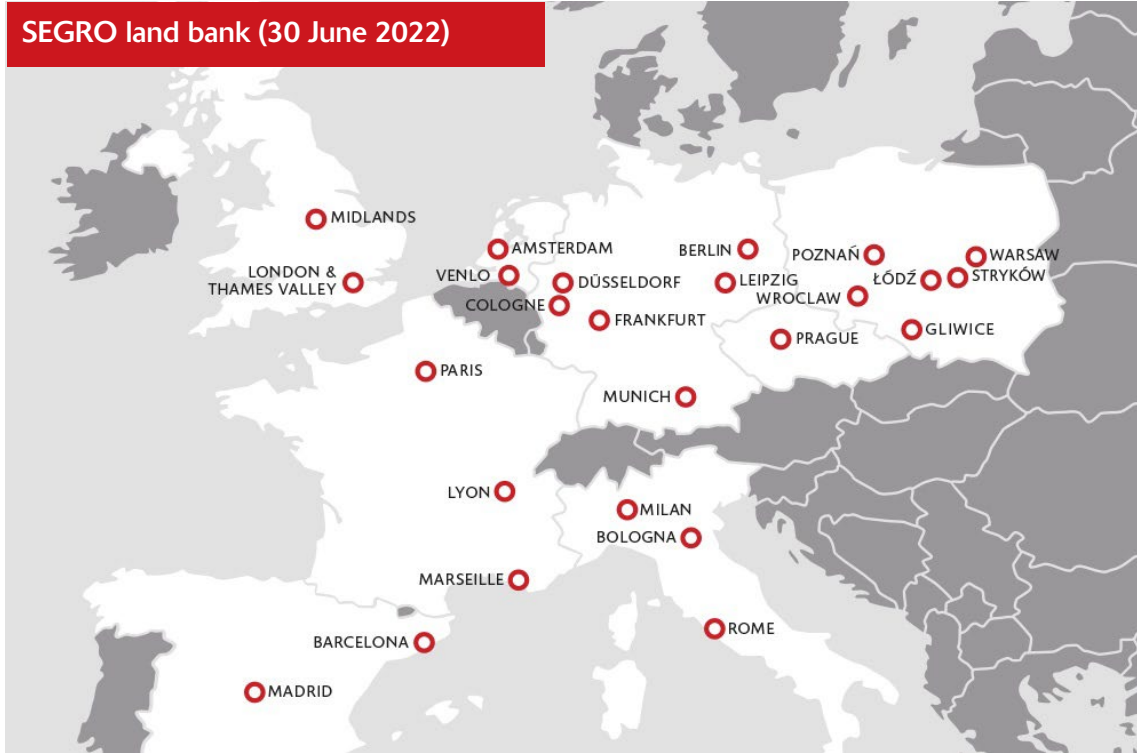 SEGRO land bank (30 June 2022)
MIDLANDS
LONDON &
THAMES VALLEY
AMSTERDAM
VENLO
DÜSSELDORF
COLOGNE
FRANKFURT
BERLIN
LEIPZIG
MUNICH
POZNAŃ
WARSAW
ŁÓDŹ
STRYKÓW
WROCLAW
GLIWICE
PRAGUE
PARIS
LYON
MARSEILLE
MILAN
BOLOGNA
ROME
BARCELONA
MADRID